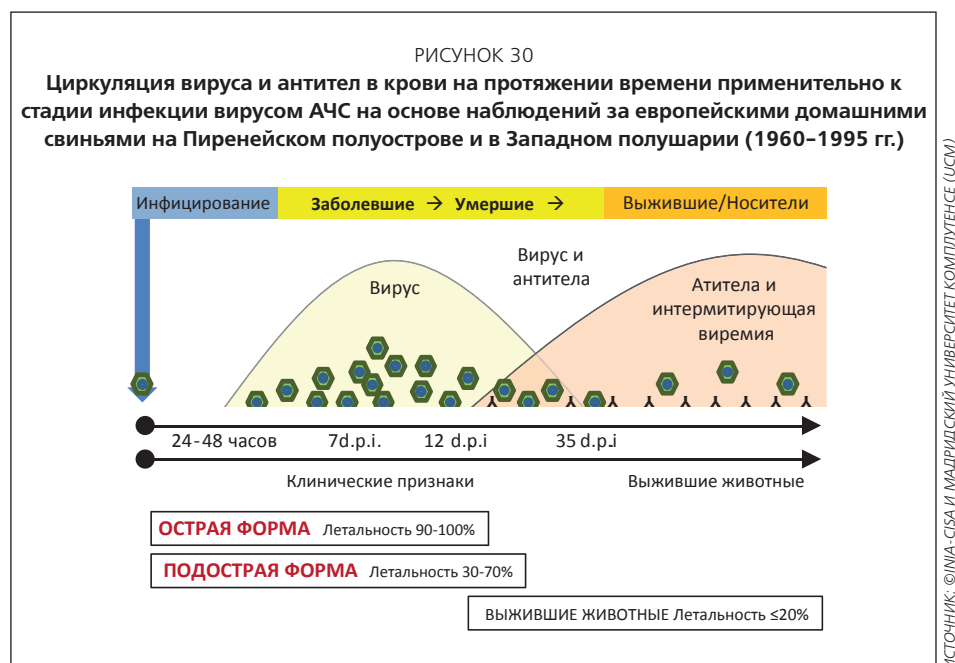 РИСУНОК 30
Циркуляция вируса и антител в крови на протяжении времени применительно к
стадии инфекции вирусом АЧС на основе наблюдений за европейскими домашними
свиньями на Пиренейском полуострове и в Западном полушарии (1960–1995 гг.)
Инфицирование
Заболевшие → Умершие →
Выжившие/Носители
Вирус
Вирус и
антитела
Атитела и
интермитирующая
виремия
24-48 часов
7d.p.i.
12 d.p.i
35 d.p.i
Клинические признаки
Выжившие животные
ОСТРАЯ ФОРМА Летальность 90-100%
ПОДОСТРАЯ ФОРМА Летальность 30-70%
ВЫЖИВШИЕ ЖИВОТНЫЕ Летальность ≤20%
ИСТОЧНИК: ©INIA-CISA И МАДРИДСКИЙ УНИВЕРСИТЕТ КОМПЛУТЕНСЕ (UCM)